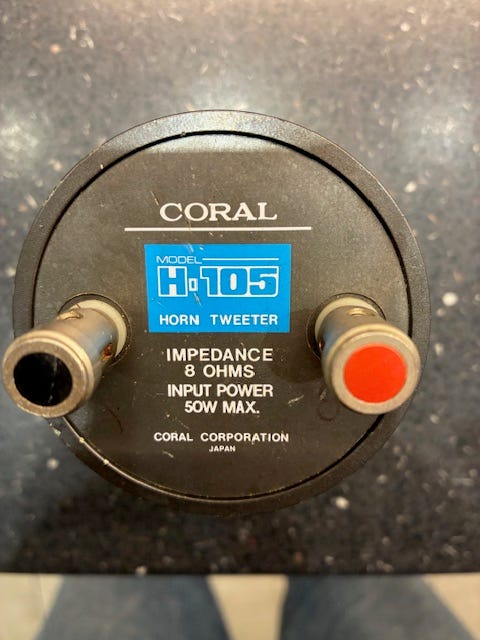 CORAL
MODEL
H-105
HORN TWEETER
IMPEDANCE
8 OHMS
INPUT POWER
50W MAX.
CORAL CORPORATION
JAPAN